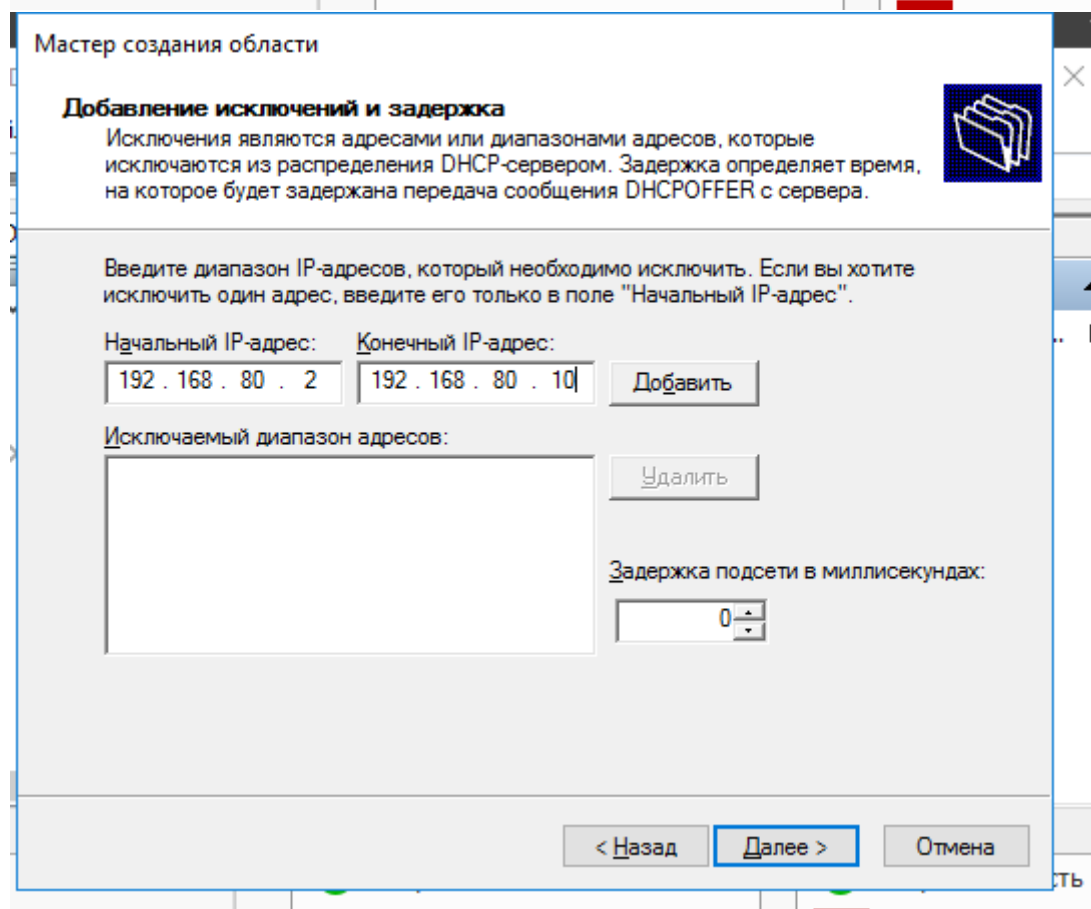 Мастер создания области
Добавление исключений и задержка
Исключения являются адресами или диапазонами адресов, которые
исключаются из распределения DHCP-сервером. Задержка определяет время,
на которое будет задержана передача сообщения DHCPOFFER с сервера.
Введите диапазон IP-адресов, который необходимо исключить. Если вы хотите
исключить один адрес, введите его только в поле "Начальный IP-адрес".
Начальный IP-адрес: Конечный IP-адрес:
192 . 168 . 80 . 2 192 . 168 . 80 . 10 Добавить
Исключаемый диапазон адресов:
Удалить
Задержка подсети в миллисекундах:
0
< Назад Далее > Отмена